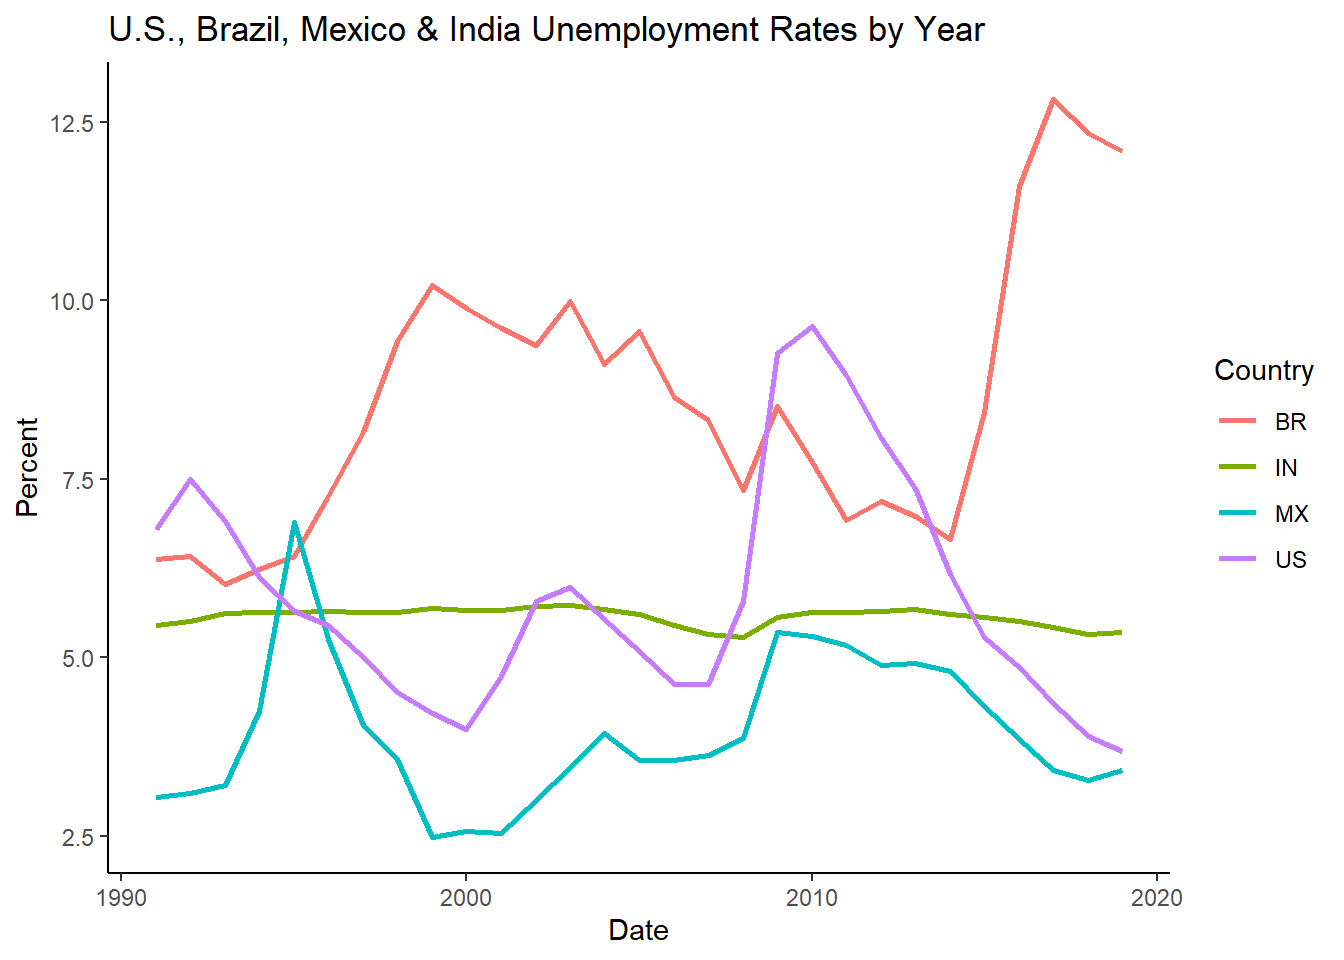 U.S., Brazil, Mexico & India Unemployment Rates by Year
12.5
10.0
7.5
5.0
2.5
Percent
1990
2000
2010
2020
Date
Country
BR
IN
MX
US